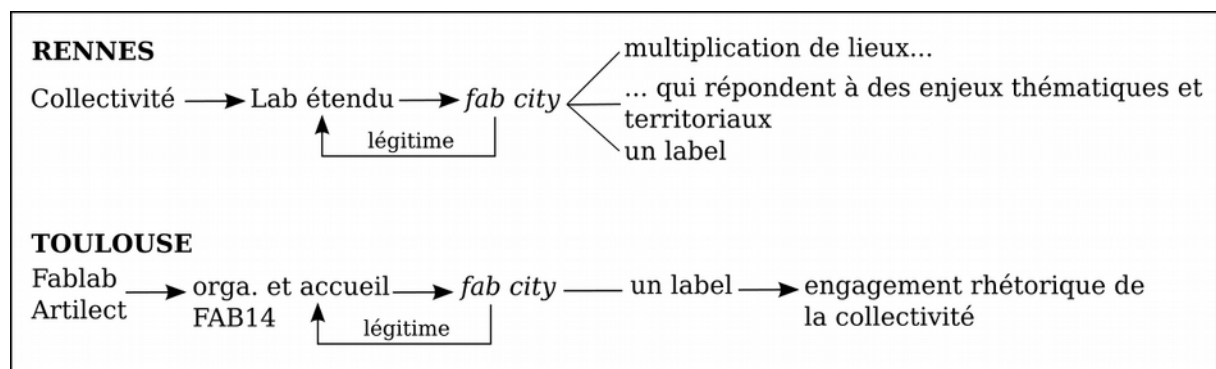 RENNES
multiplication de lieux...
Collectivité Lab étendu fab city ... qui répondent à des enjeux thématiques et
territoriaux
légitime
un label
TOULOUSE
Fablab
Artilect
orga. et accueil
FAB14
fab city
un label
engagement rhétorique de
la collectivité
légitime